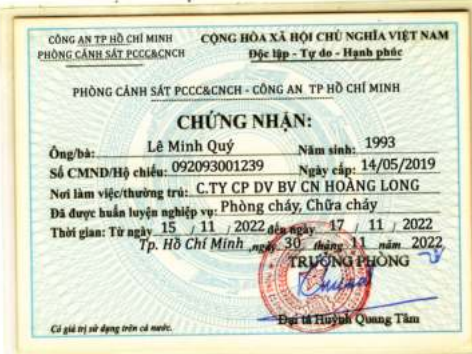 CÔNG AN TP HỒ CHÍ MINH
PHÒNG CẢNH SÁT PCCC&CNCH
CỘNG HÒA XÃ HỘI CHỦ NGHĨA VIỆT NAM
Độc lập - Tự do - Hạnh phúc
PHÒNG CẢNH SÁT PCCC&CNCH - CÔNG AN TP HỒ CHÍ MINH
CHỨNG NHẬN:
Ông/bà: Lê Minh Quý Năm sinh: 1993
Số CMND/Hộ chiếu: 092093001239 Ngày cấp: 14/05/2019
Nơi làm việc/thường trú: C.TY CP DV BV CN HOÀNG LONG
Đã được huấn luyện nghiệp vụ: Phòng cháy, Chữa cháy
Thời gian: Từ ngày 15 / 11 / 2022 đến ngày 17 / 11 / 2022
Tp. Hồ Chí Minh ngày 30 tháng 11 năm 2022
TRƯỞNG PHÒNG
Đại tá Huỳnh Quang Tâm
Có giá trị sử dụng trên cả nước.